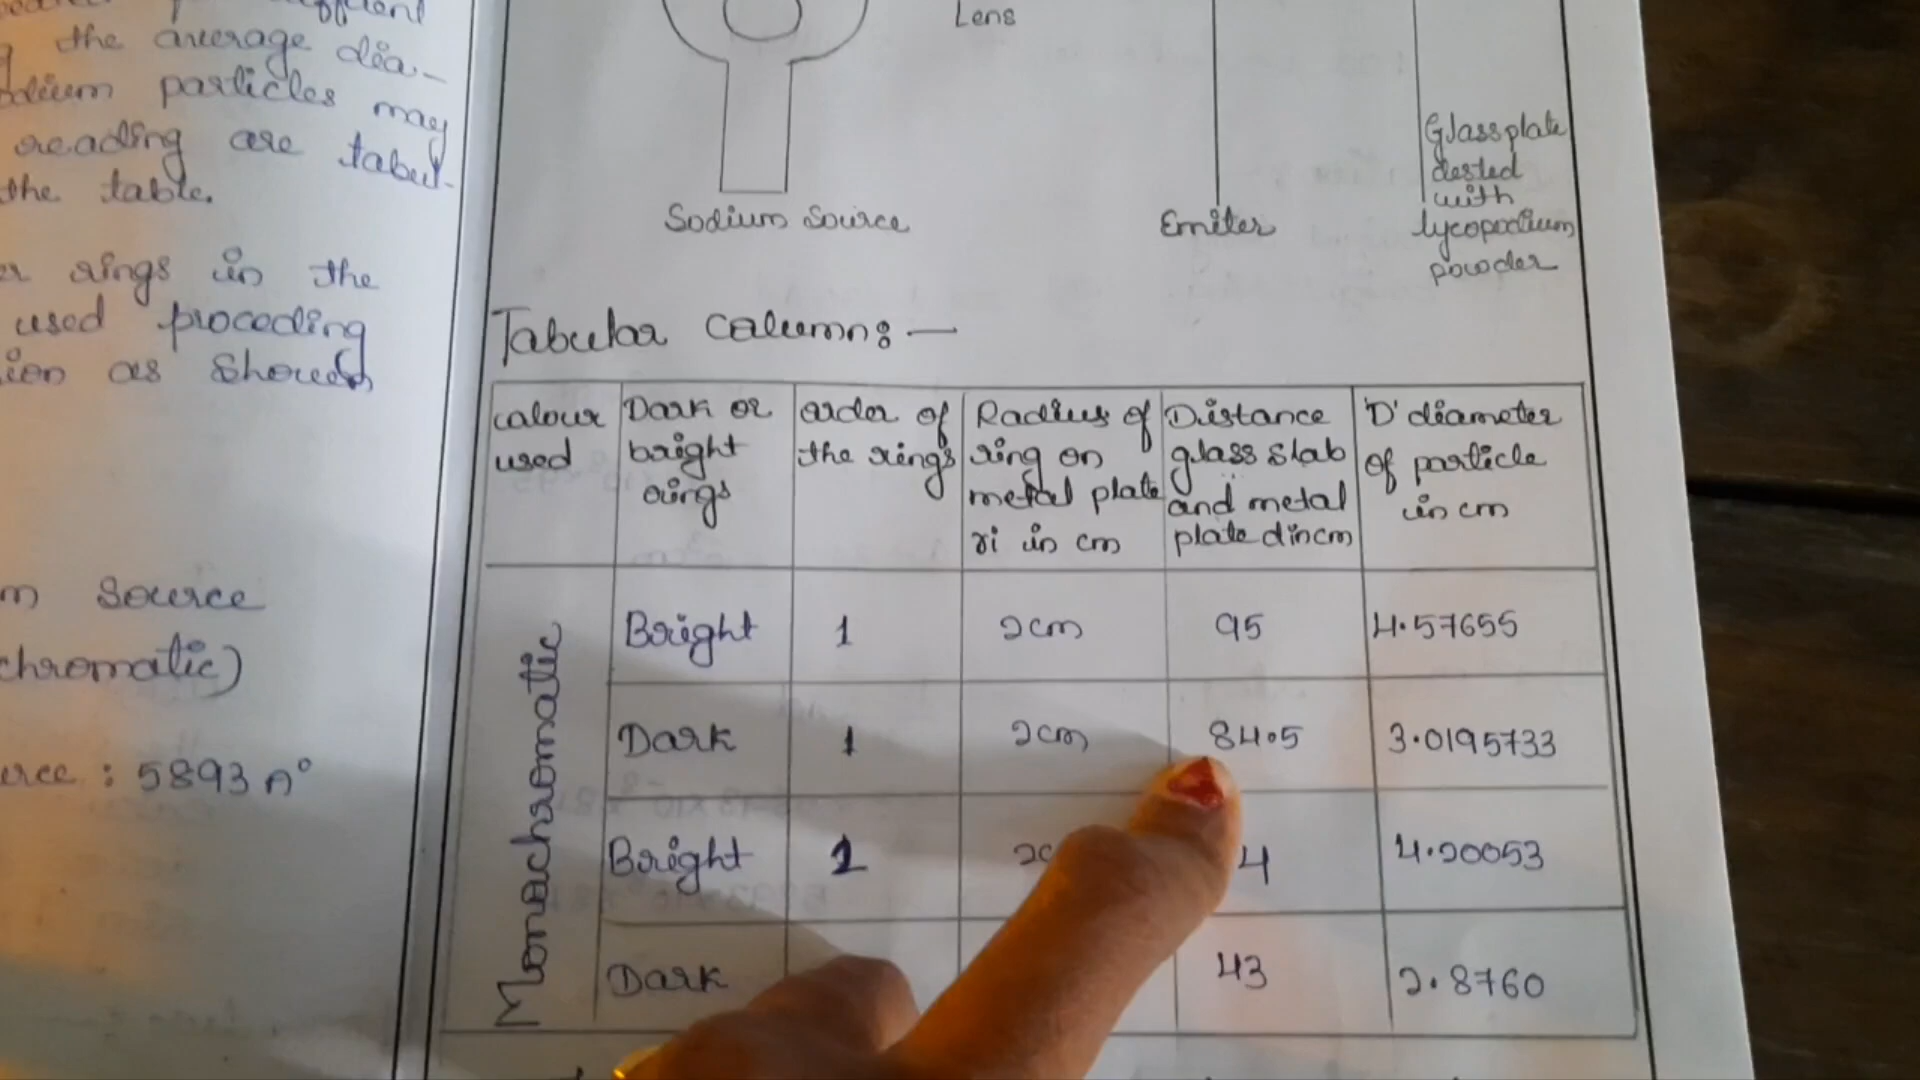 the average dia-
particles may
reading are tabul-
the table.
rings in the
used proceding
as Shown
Source
chromatic)
: 5893 A°
Lens
Sodium Source
Emiter
Glassplate
dested
with
lycopodium
powder
Tabular column:-
colour
used
Dark or
bright
rings
order of
the rings
Radius of
ring on
metal plate
ri in cm
Distance
glass slab
and metal
plate d in cm
'D' diameter
of particle
in cm
Monochromatic
Bright 1 2cm 95 4.57655
Dark 1 2cm 84.5 3.0195733
Bright 2 4.20053
Dark 43 2.8760